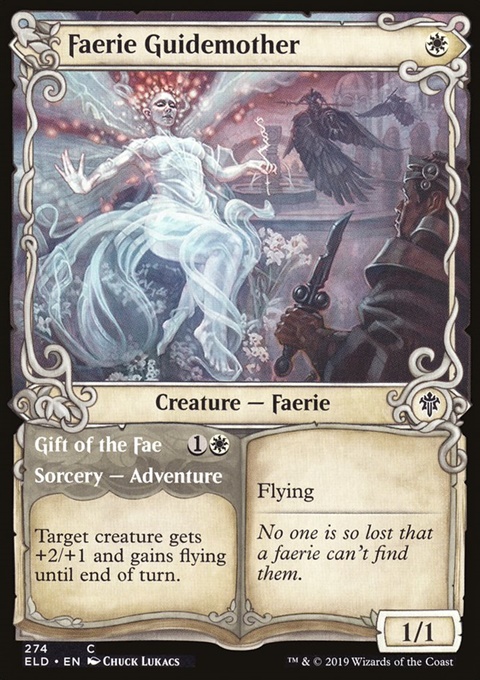 Faerie Guidemother
Creature — Faerie
Gift of the Fae 1
Sorcery — Adventure
Target creature gets
+2/+1 and gains flying
until end of turn.
Flying
No one is so lost that
a faerie can't find
them.
1/1
274 C
ELD • EN Chuck Lukacs
™ & © 2019 Wizards of the Coast